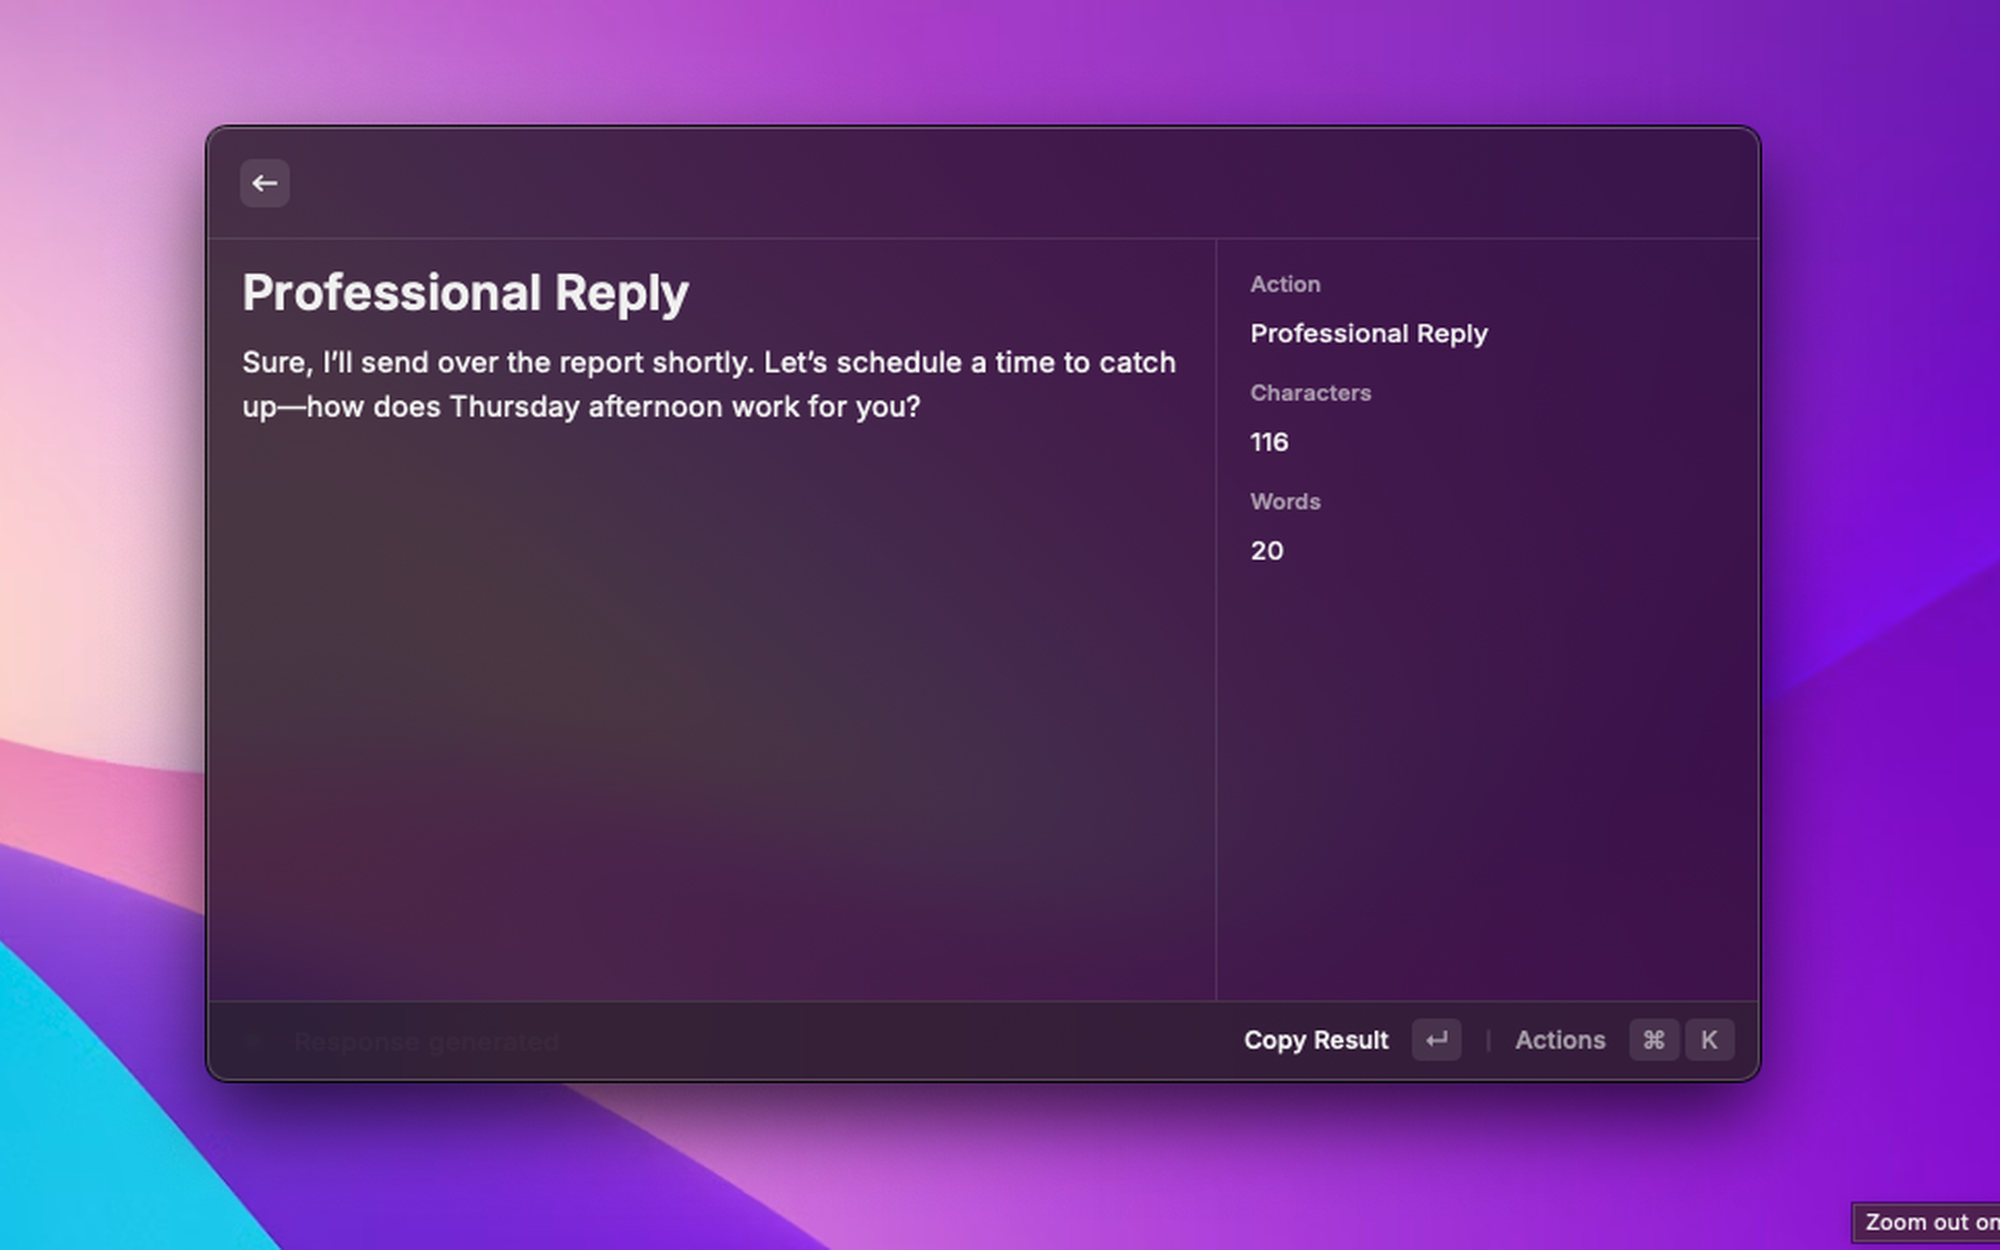 Professional Reply
Sure, I’ll send over the report shortly. Let’s schedule a time to catch
up—how does Thursday afternoon work for you?
Action
Professional Reply
Characters
116
Words
20
Response generated
Copy Result ↵ | Actions ⌘ K
Zoom out on